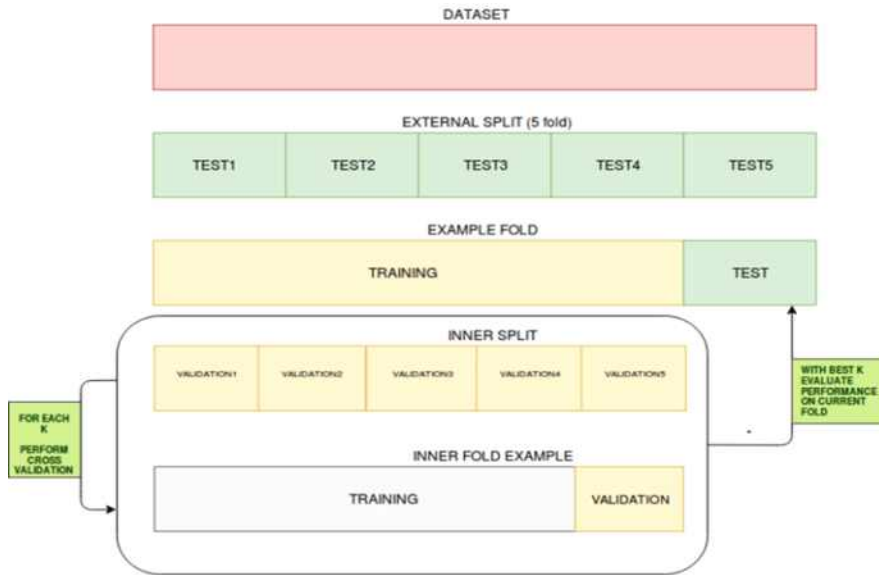 DATASET
EXTERNAL SPLIT (5 fold)
TEST1 TEST2 TEST3 TEST4 TEST5
EXAMPLE FOLD
TRAINING TEST
INNER SPLIT
VALIDATION1 VALIDATION2 VALIDATION3 VALIDATION4 VALIDATION5
WITH BEST K
EVALUATE
PERFORMANCE
ON CURRENT
FOLD
FOR EACH
K
PERFORM
CROSS
VALIDATION
INNER FOLD EXAMPLE
TRAINING VALIDATION